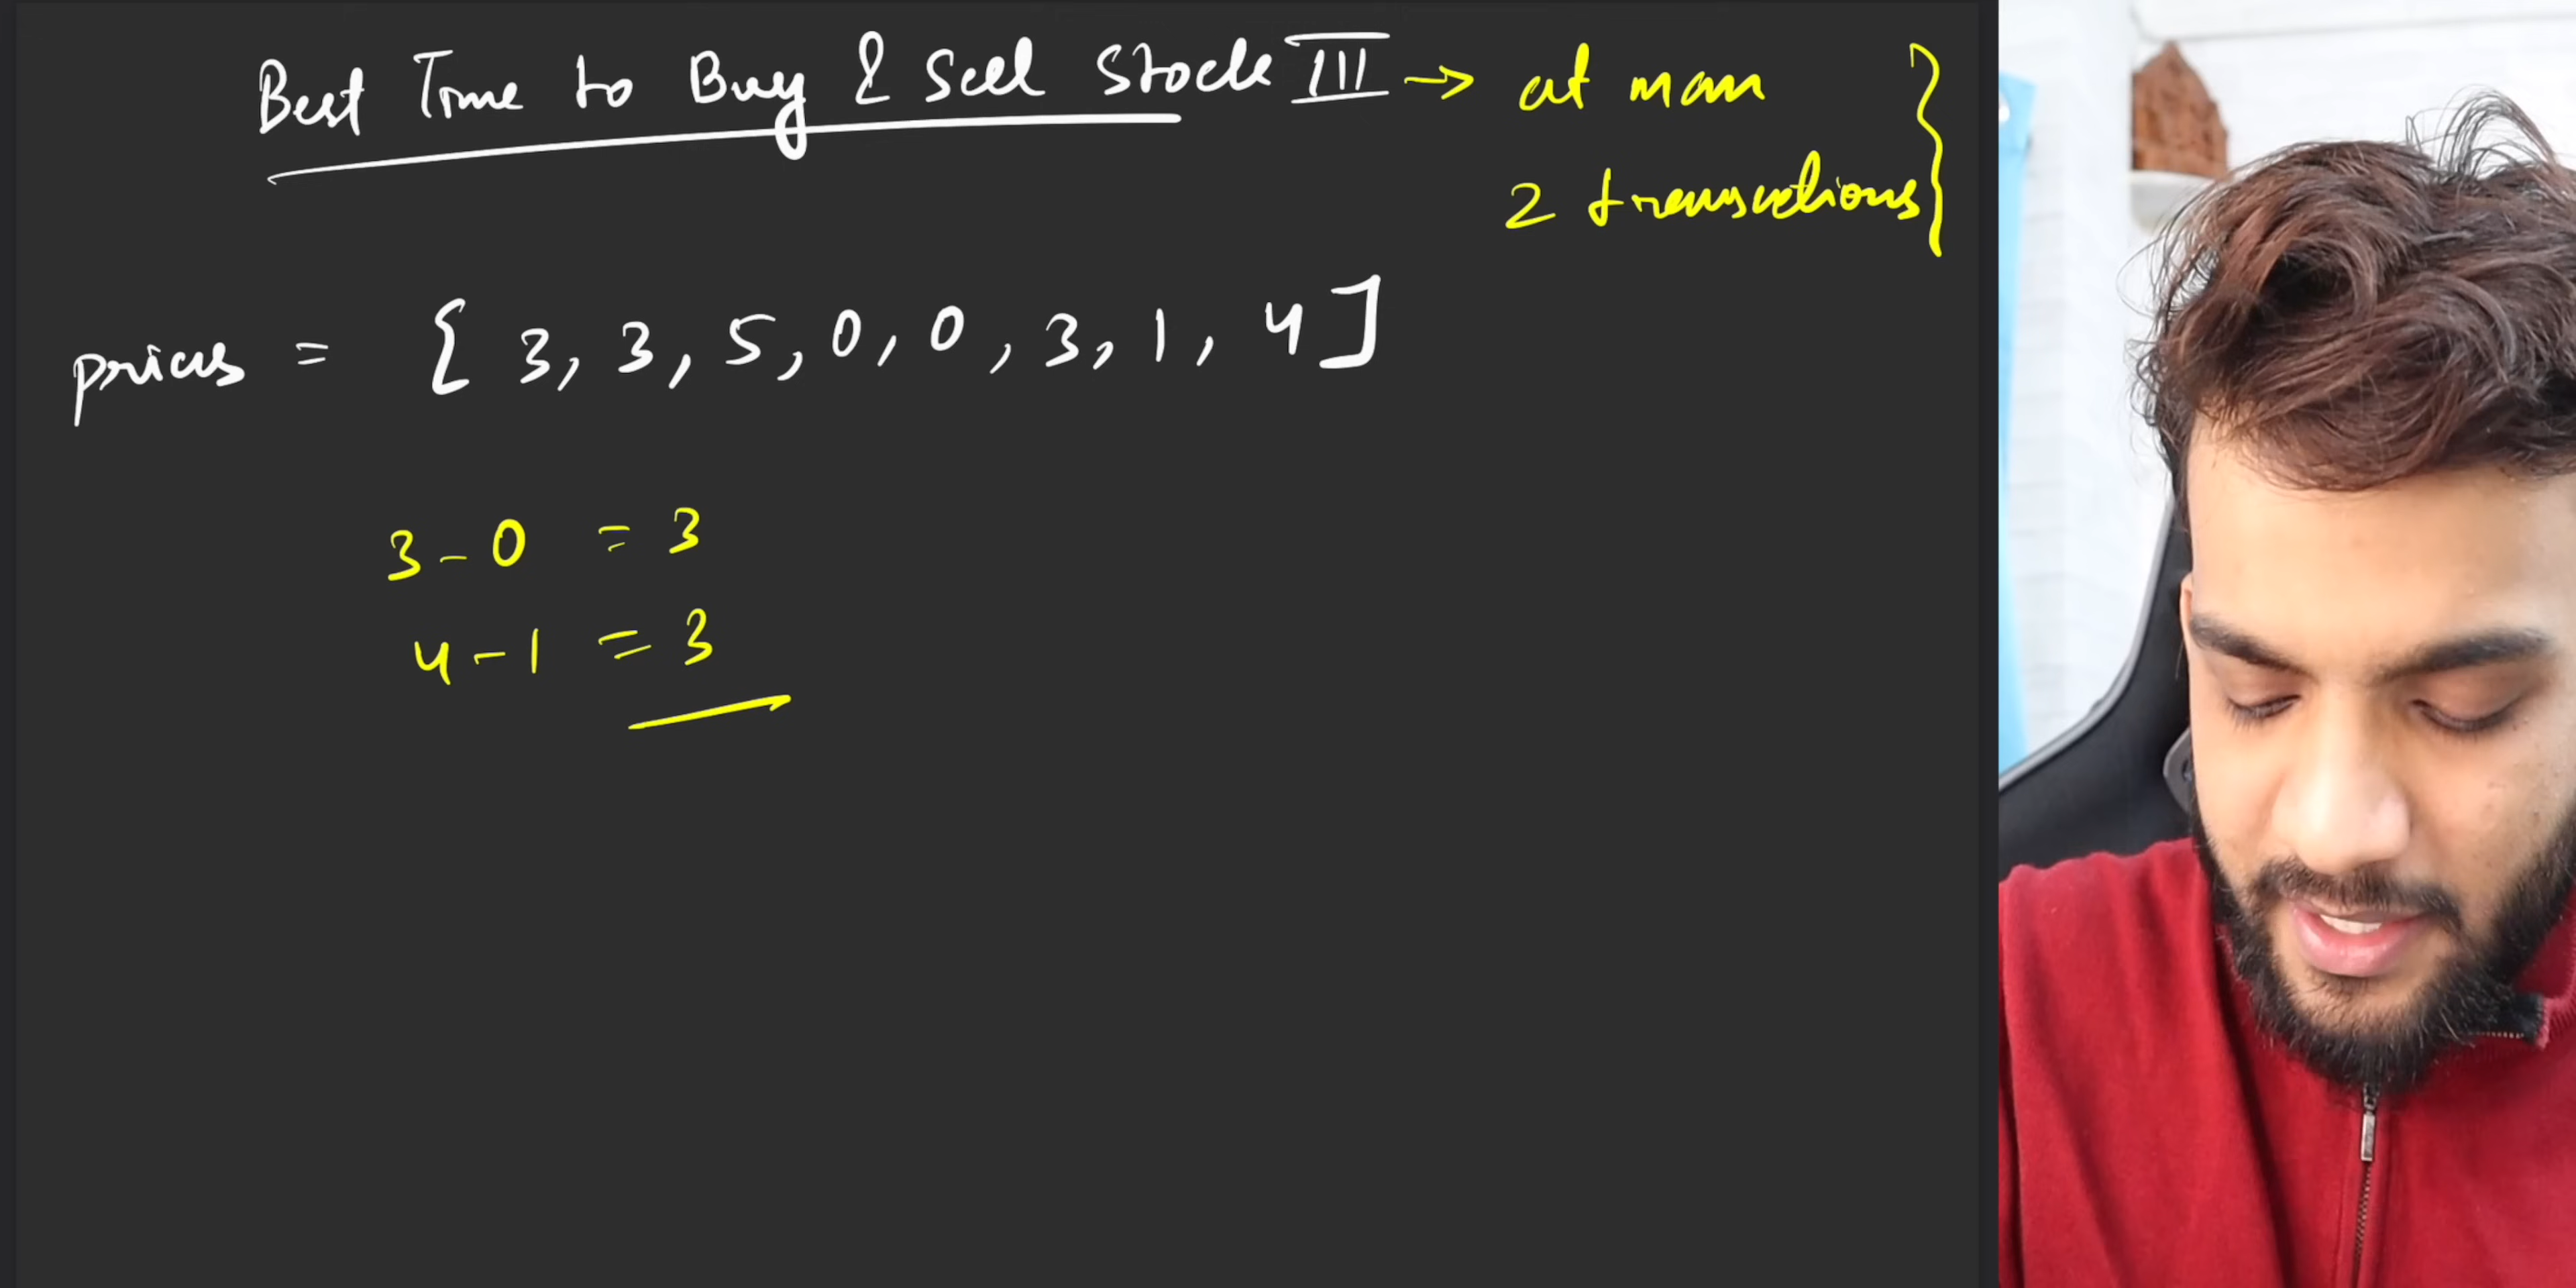 Best Time to Buy & Sell Stock III → at max
2 transactions
prices = [ 3, 3, 5, 0, 0, 3, 1, 4 ]
3 - 0 = 3
4 - 1 = 3